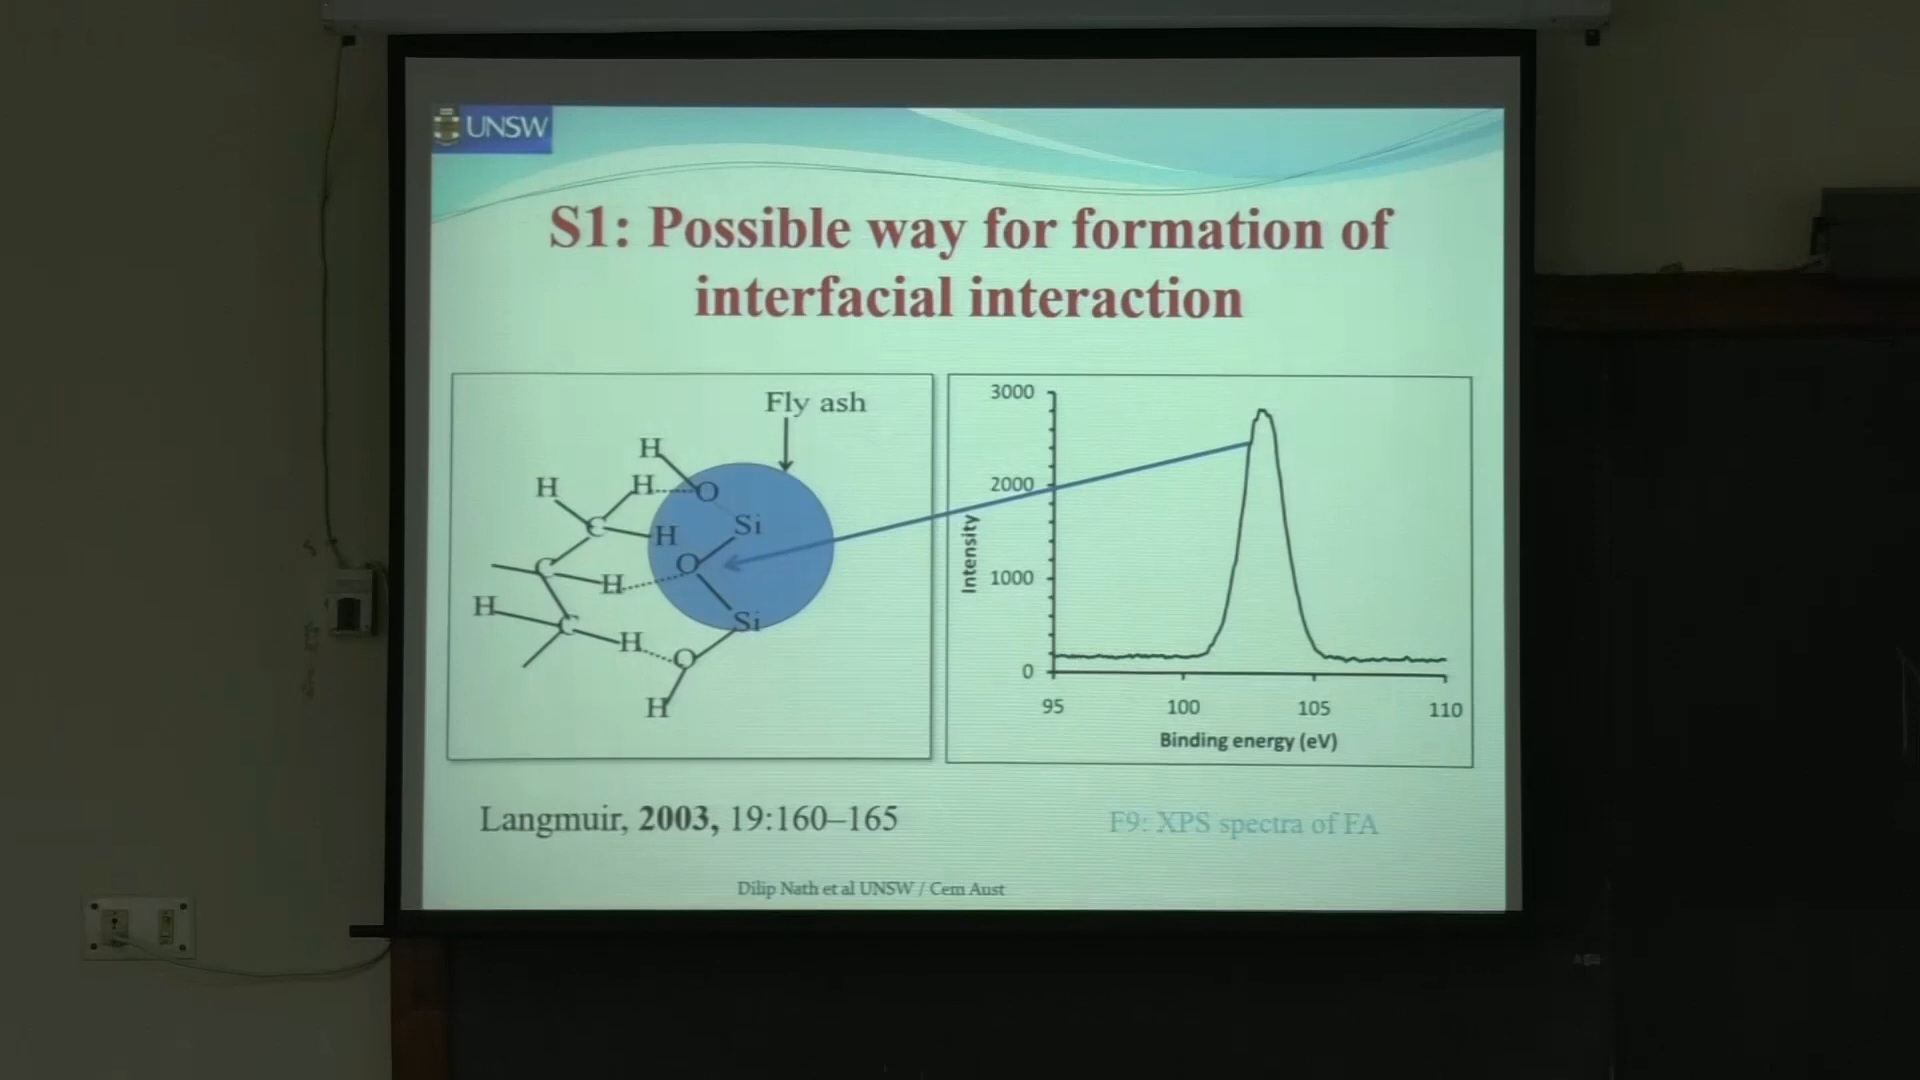 UNSW
S1: Possible way for formation of
interfacial interaction
Fly ash
H
H
H
O
Si
C
H
O
C
H
H
Si
C
H
O
H
3000
2000
1000
0
Intensity
95
100
105
110
Binding energy (eV)
Langmuir, 2003, 19:160–165
F9: XPS spectra of FA
Dilip Nath et al UNSW / Cem Aust